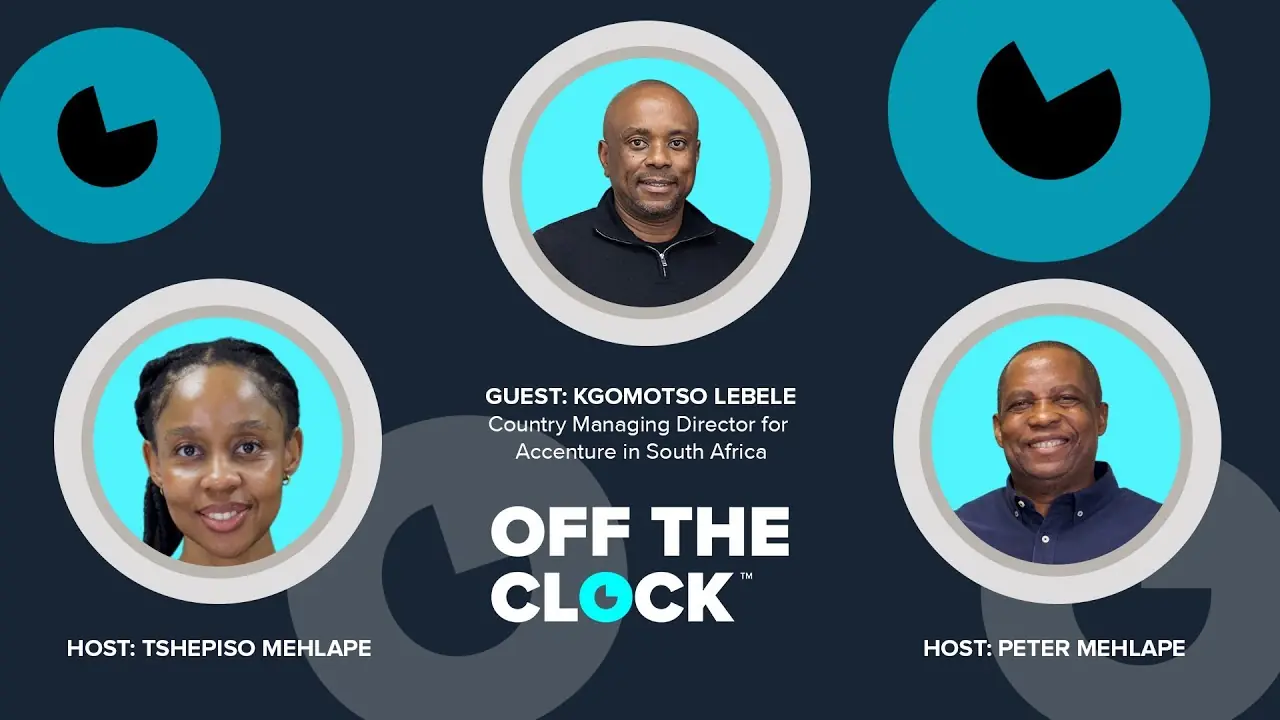 GUEST: KGOMOTSO LEBELE
Country Managing Director for
Accenture in South Africa
OFF THE
CLOCK™
HOST: TSHEPISO MEHLAPE
HOST: PETER MEHLAPE